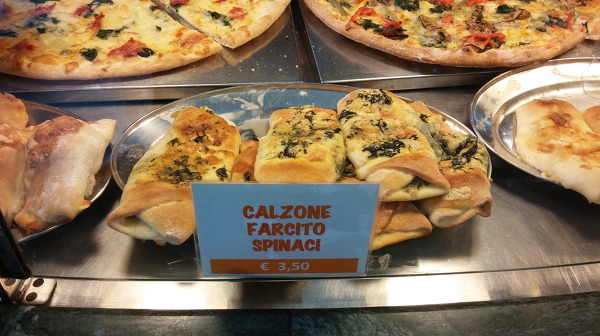 CALZONE
FARCITO
SPINACI
€ 3,50